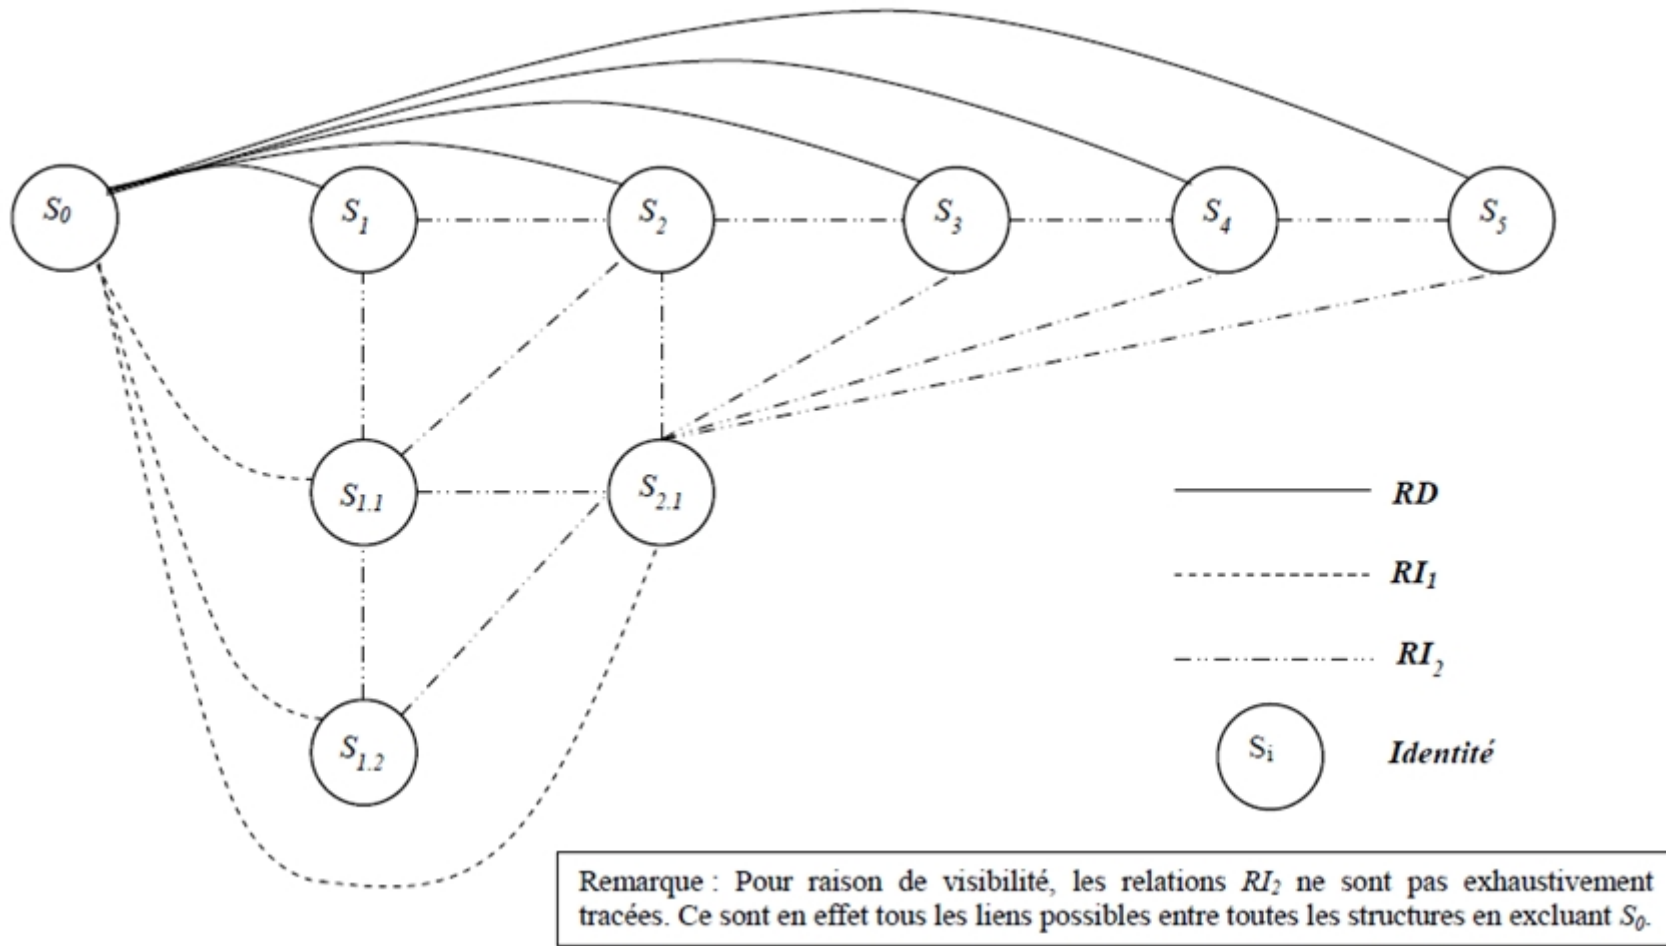 S0
S1
S2
S3
S4
S5
S1.1
S2.1
S1.2
RD
RI1
RI2
Si
Identité
Remarque : Pour raison de visibilité, les relations RI2 ne sont pas exhaustivement
tracées. Ce sont en effet tous les liens possibles entre toutes les structures en excluant S0.